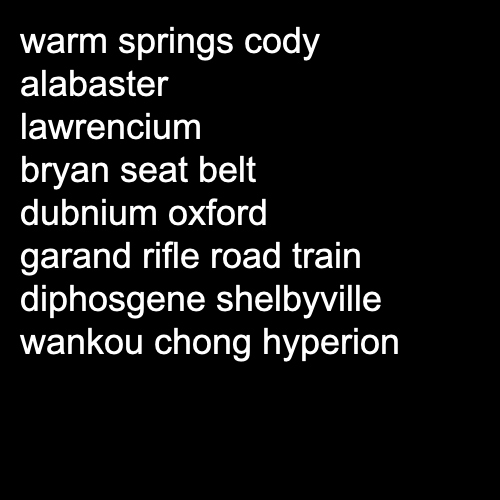 warm springs cody
alabaster
lawrencium
bryan seat belt
dubnium oxford
garand rifle road train
diphosgene shelbyville
wankou chong hyperion